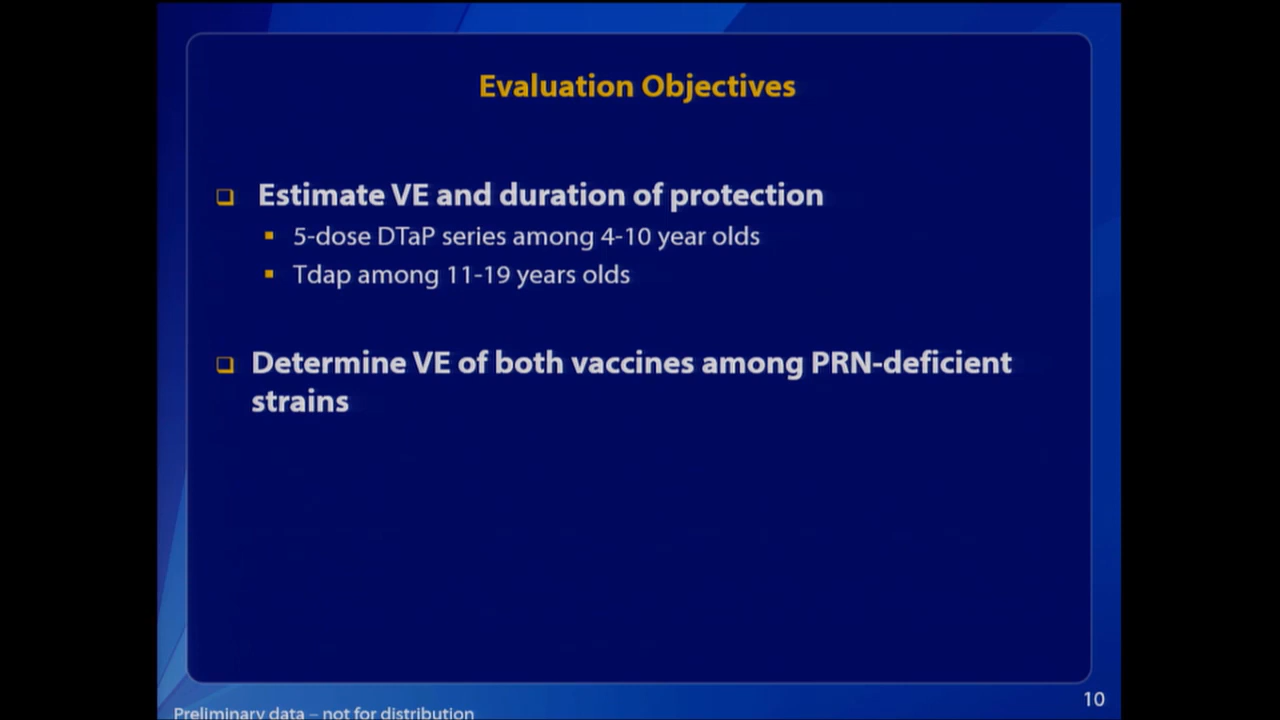 Evaluation Objectives
❑ Estimate VE and duration of protection
▪ 5-dose DTaP series among 4-10 year olds
▪ Tdap among 11-19 years olds
❑ Determine VE of both vaccines among PRN-deficient
strains
10
Preliminary data – not for distribution